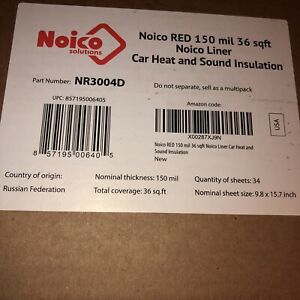 Noico
solutions
Noico RED 150 mil 36 sqft
Noico Liner
Car Heat and Sound Insulation
Part Number: NR3004D
Do not separate, sell as a multipack
UPC: 857195006405
8 57195 00640 5
Amazon code:
X00287XJ9N
Noico RED 150 mil 36 sqft Noico Liner Car Heat and
Sound Insulation
New
USA
Country of origin:
Russian Federation
Nominal thickness: 150 mil
Total coverage: 36 sq.ft
Quantity of sheets: 34
Nominal sheet size: 9.8 x 15.7 inch